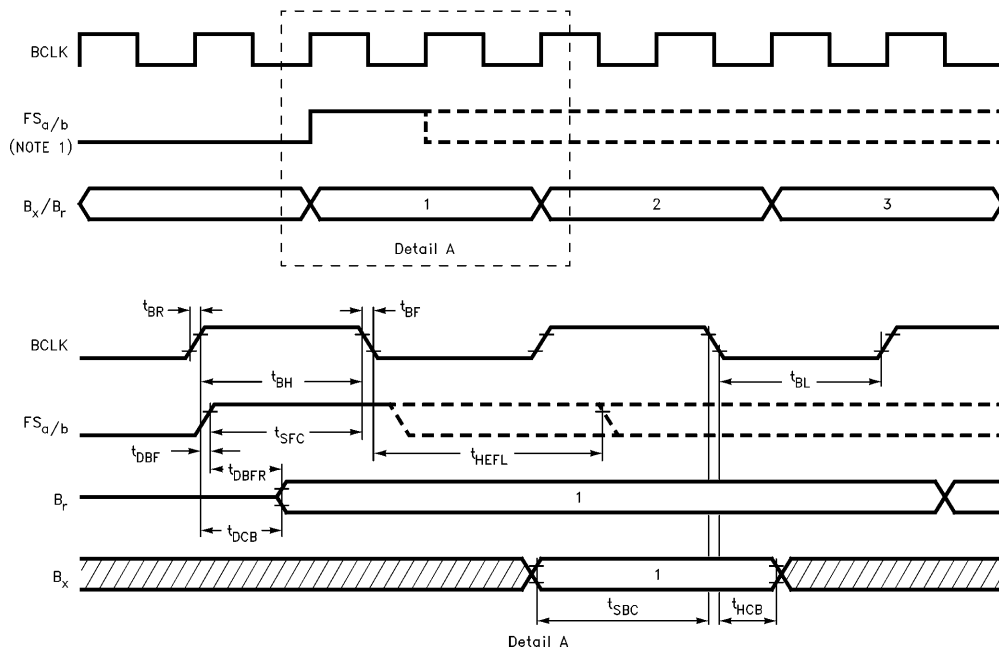 BCLK
FSa/b
(NOTE 1)
Bx/Br
1
2
3
Detail A
tBR
tBF
BCLK
tBH
tBL
FSa/b
tSFC
tDBF
tDBFR
tHEFL
Br
1
tDCB
Bx
1
tSBC
tHCB
Detail A